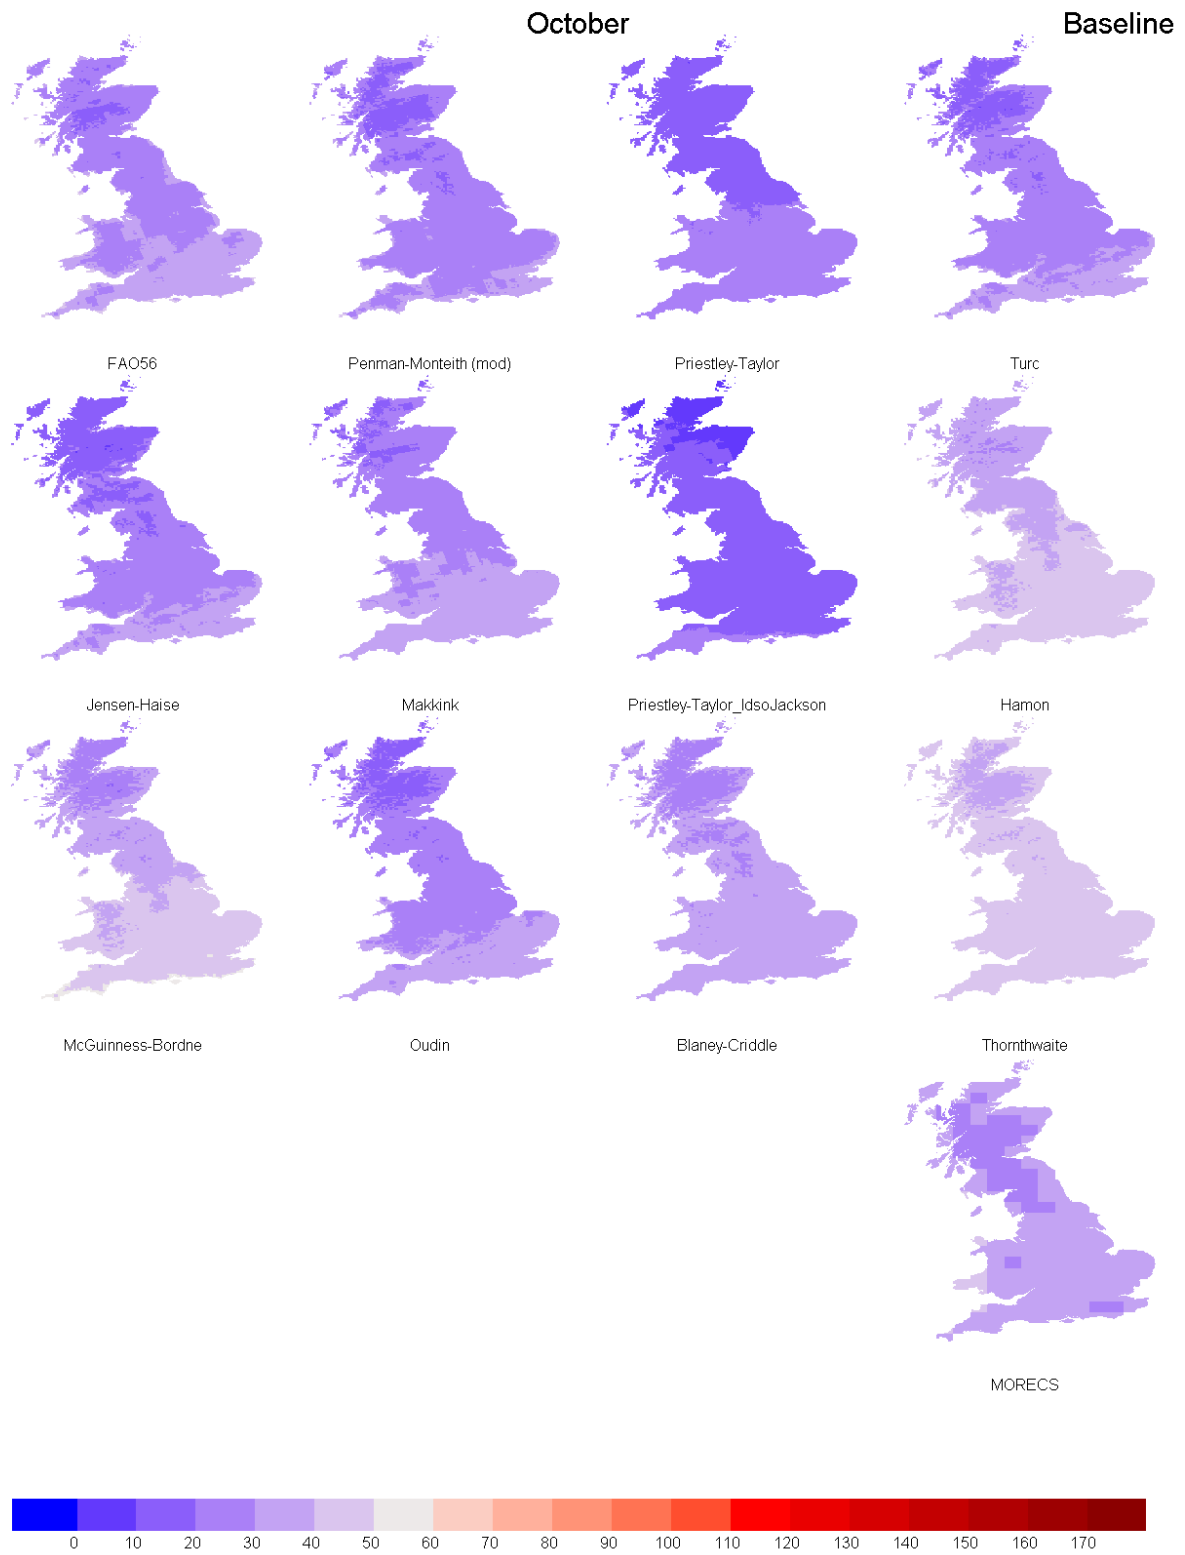 October Baseline
FAO56 Penman-Monteith (mod) Priestley-Taylor Turc
Jensen-Haise Makkink Priestley-Taylor_IdsoJackson Hamon
McGuinness-Bordne Oudin Blaney-Criddle Thornthwaite
MORECS
0 10 20 30 40 50 60 70 80 90 100 110 120 130 140 150 160 170